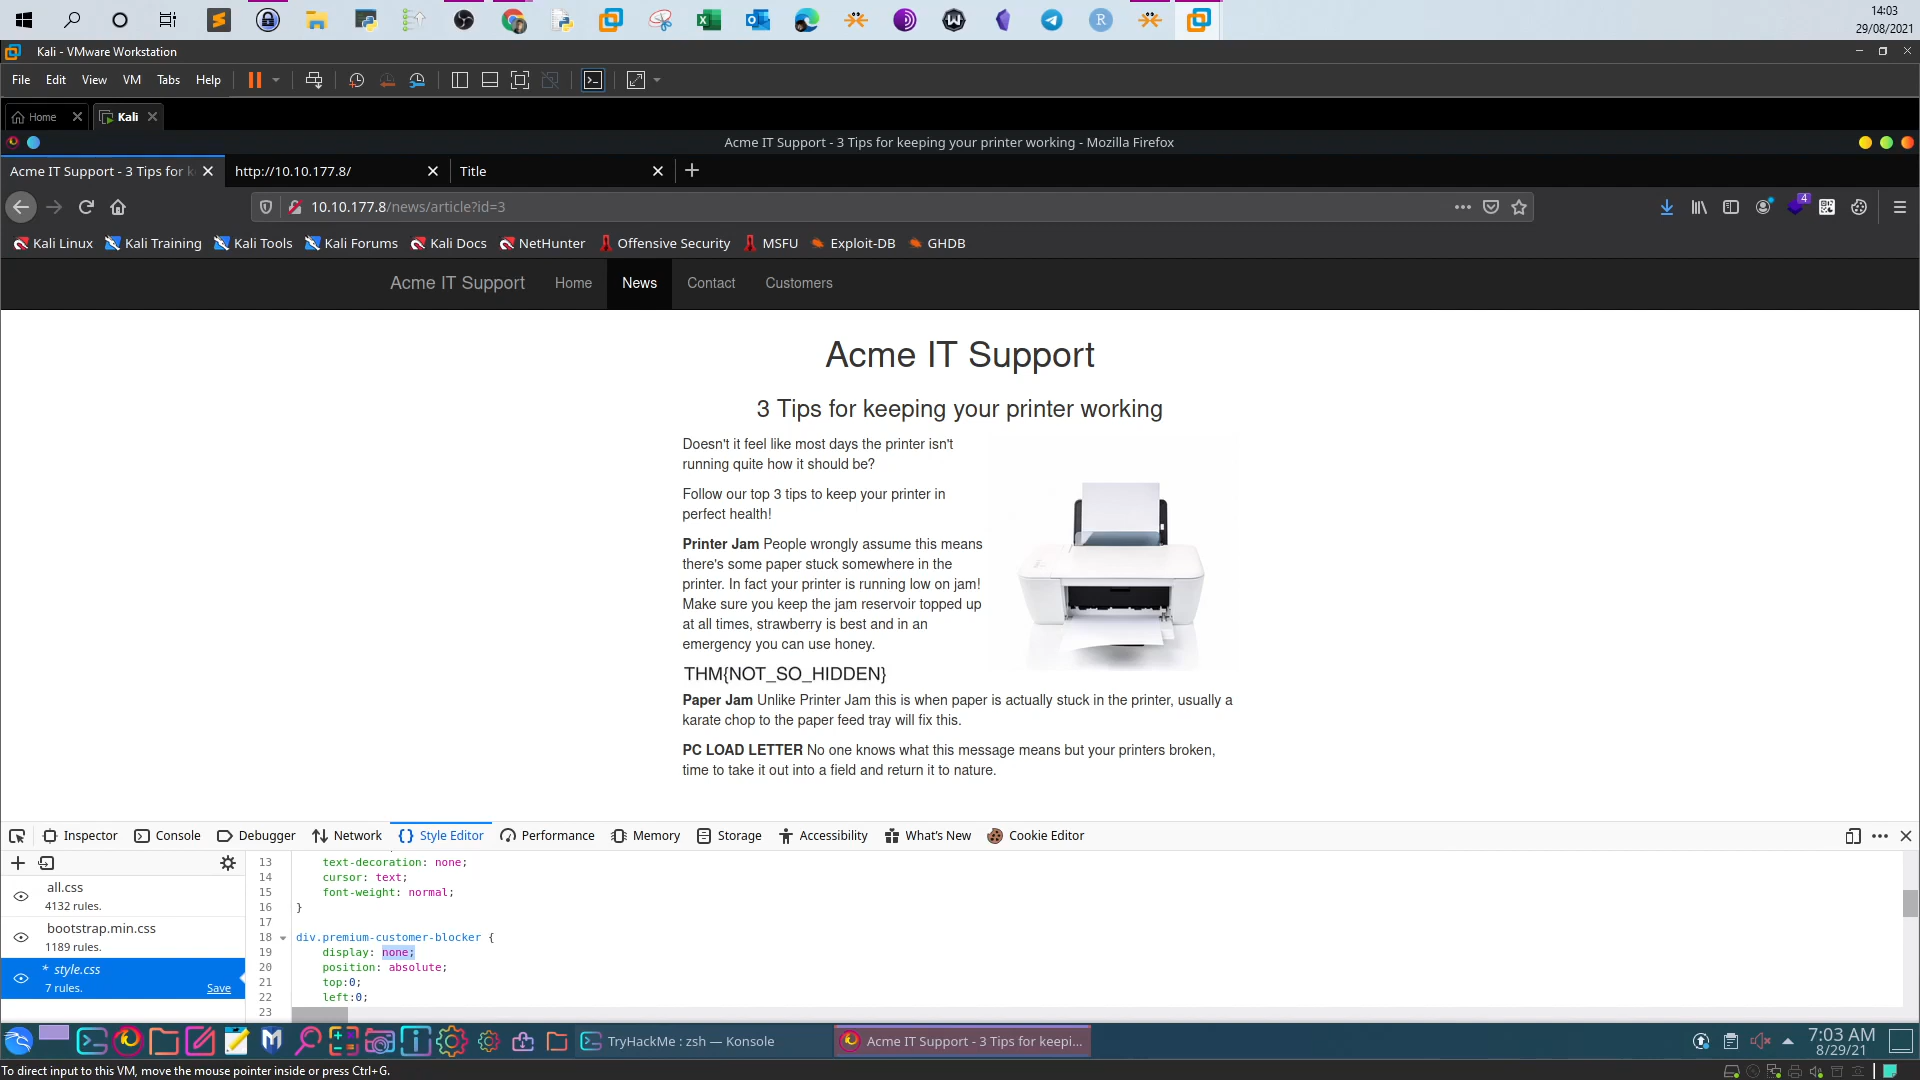 14:03
29/08/2021
Kali - VMware Workstation
File Edit View VM Tabs Help
Home Kali
Acme IT Support - 3 Tips for keeping your printer working - Mozilla Firefox
Acme IT Support - 3 Tips for k http://10.10.177.8/ Title
10.10.177.8/news/article?id=3
4
Kali Linux Kali Training Kali Tools Kali Forums Kali Docs NetHunter Offensive Security MSFU Exploit-DB GHDB
Acme IT Support Home News Contact Customers
Acme IT Support
3 Tips for keeping your printer working
Doesn't it feel like most days the printer isn't
running quite how it should be?
Follow our top 3 tips to keep your printer in
perfect health!
Printer Jam People wrongly assume this means
there's some paper stuck somewhere in the
printer. In fact your printer is running low on jam!
Make sure you keep the jam reservoir topped up
at all times, strawberry is best and in an
emergency you can use honey.
THM{NOT_SO_HIDDEN}
Paper Jam Unlike Printer Jam this is when paper is actually stuck in the printer, usually a
karate chop to the paper feed tray will fix this.
PC LOAD LETTER No one knows what this message means but your printers broken,
time to take it out into a field and return it to nature.
Inspector Console Debugger Network Style Editor Performance Memory Storage Accessibility What's New Cookie Editor
all.css
4132 rules.
bootstrap.min.css
1189 rules.
* style.css
7 rules. Save
13 text-decoration: none;
14 cursor: text;
15 font-weight: normal;
16 }
17
18 div.premium-customer-blocker {
19 display: none;
20 position: absolute;
21 top:0;
22 left:0;
23
TryHackMe : zsh — Konsole Acme IT Support - 3 Tips for keepi... 7:03 AM
8/29/21
To direct input to this VM, move the mouse pointer inside or press Ctrl+G.